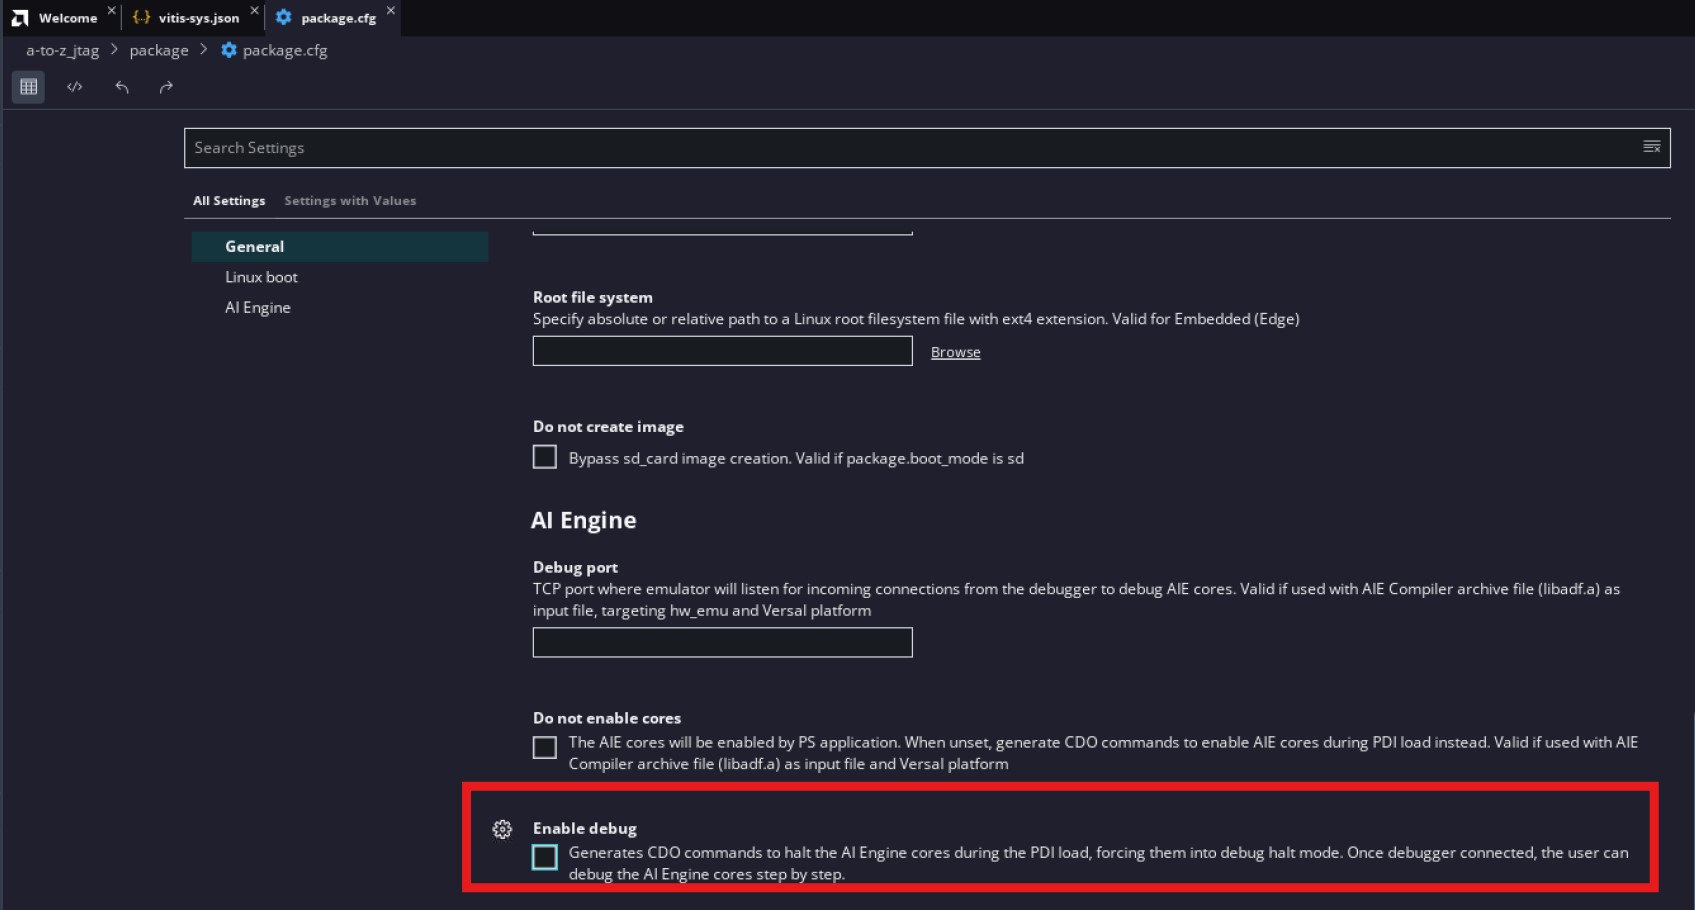 Welcome
vitis-sys.json
package.cfg
a-to-z_jtag > package > package.cfg
Search Settings
All Settings
Settings with Values
General
Linux boot
AI Engine
Root file system
Specify absolute or relative path to a Linux root filesystem file with ext4 extension. Valid for Embedded (Edge)
Browse
Do not create image
Bypass sd_card image creation. Valid if package.boot_mode is sd
AI Engine
Debug port
TCP port where emulator will listen for incoming connections from the debugger to debug AIE cores. Valid if used with AIE Compiler archive file (libadf.a) as
input file, targeting hw_emu and Versal platform
Do not enable cores
The AIE cores will be enabled by PS application. When unset, generate CDO commands to enable AIE cores during PDI load instead. Valid if used with AIE
Compiler archive file (libadf.a) as input file and Versal platform
Enable debug
Generates CDO commands to halt the AI Engine cores during the PDI load, forcing them into debug halt mode. Once debugger connected, the user can
debug the AI Engine cores step by step.